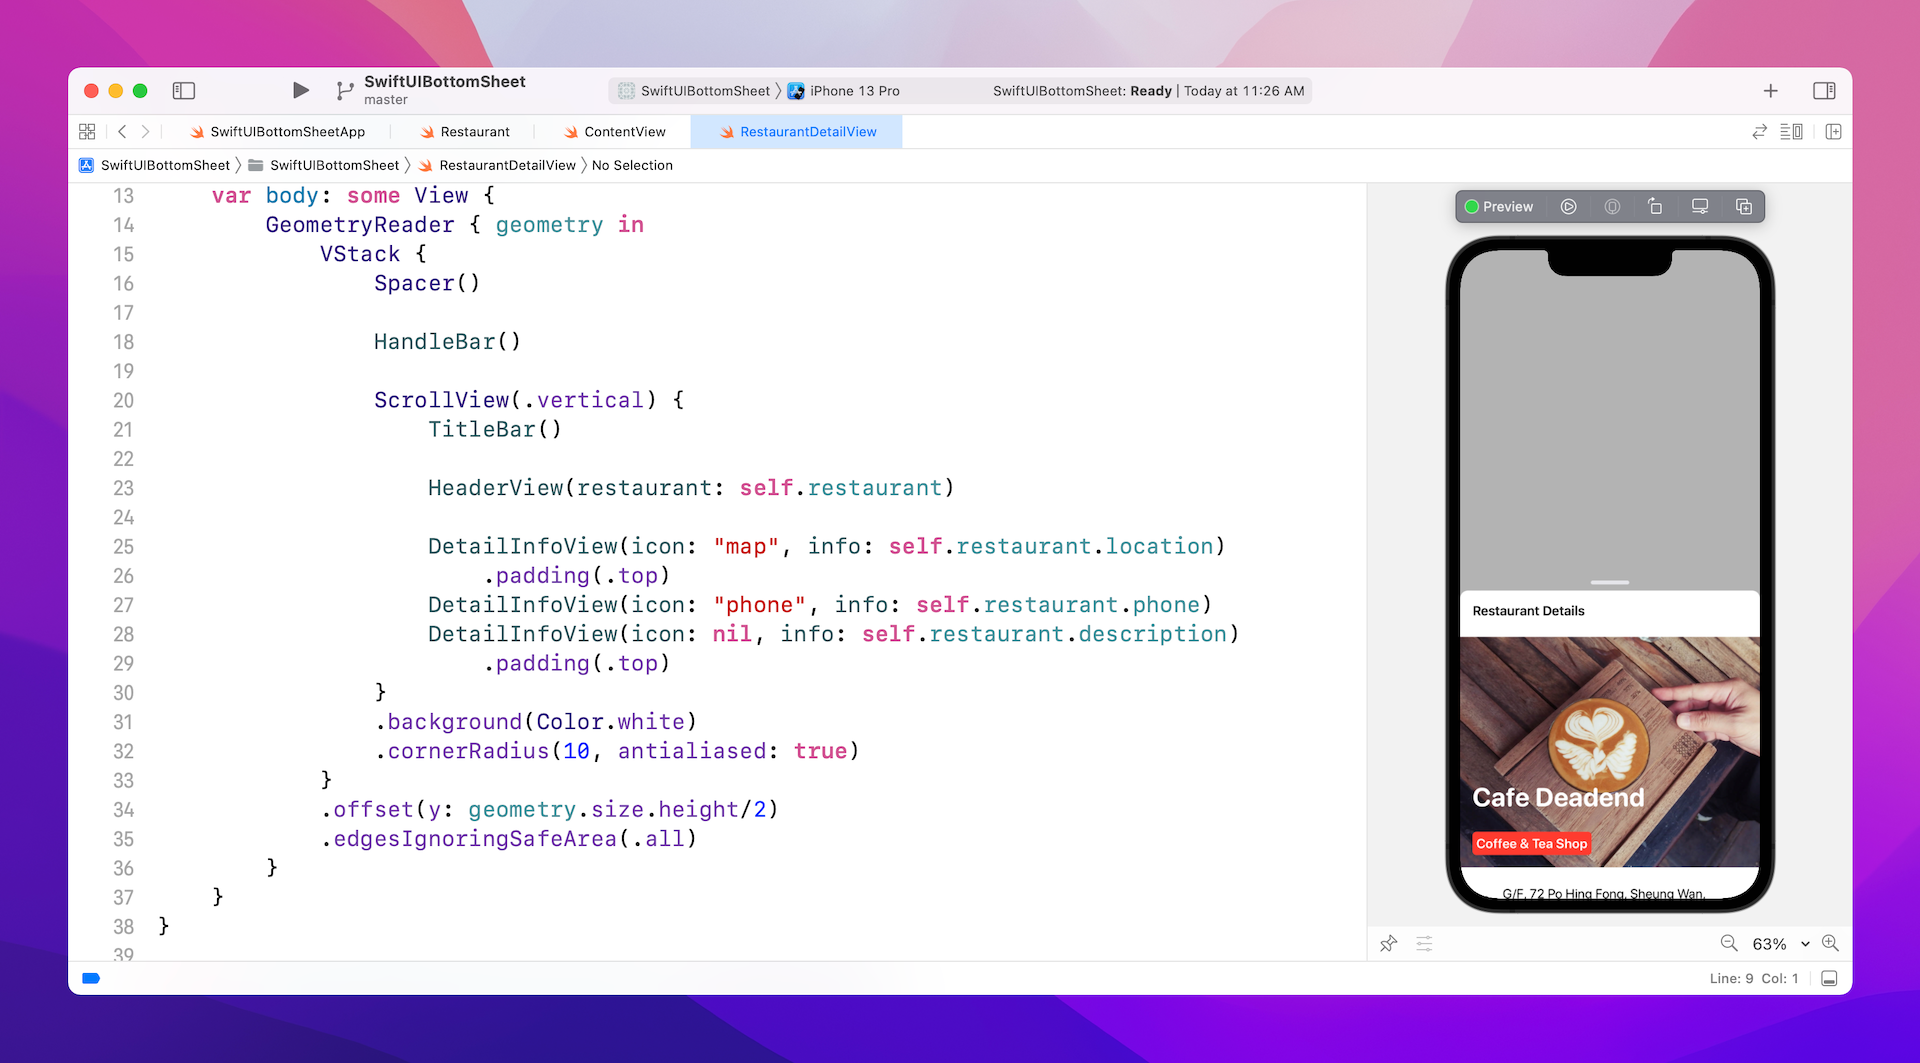 SwiftUIBottomSheet
master
SwiftUIBottomSheet 〉 iPhone 13 Pro
SwiftUIBottomSheet: Ready | Today at 11:26 AM
SwiftUIBottomSheetApp
Restaurant
ContentView
RestaurantDetailView
SwiftUIBottomSheet 〉 SwiftUIBottomSheet 〉 RestaurantDetailView 〉 No Selection
13 var body: some View {
14 GeometryReader { geometry in
15 VStack {
16 Spacer()
17
18 HandleBar()
19
20 ScrollView(.vertical) {
21 TitleBar()
22
23 HeaderView(restaurant: self.restaurant)
24
25 DetailInfoView(icon: "map", info: self.restaurant.location)
26 .padding(.top)
27 DetailInfoView(icon: "phone", info: self.restaurant.phone)
28 DetailInfoView(icon: nil, info: self.restaurant.description)
29 .padding(.top)
30 }
31 .background(Color.white)
32 .cornerRadius(10, antialiased: true)
33 }
34 .offset(y: geometry.size.height/2)
35 .edgesIgnoringSafeArea(.all)
36 }
37 }
38 }
39
Preview
Restaurant Details
Cafe Deadend
Coffee & Tea Shop
G/F, 72 Po Hing Fong, Sheung Wan,
63%
Line: 9 Col: 1